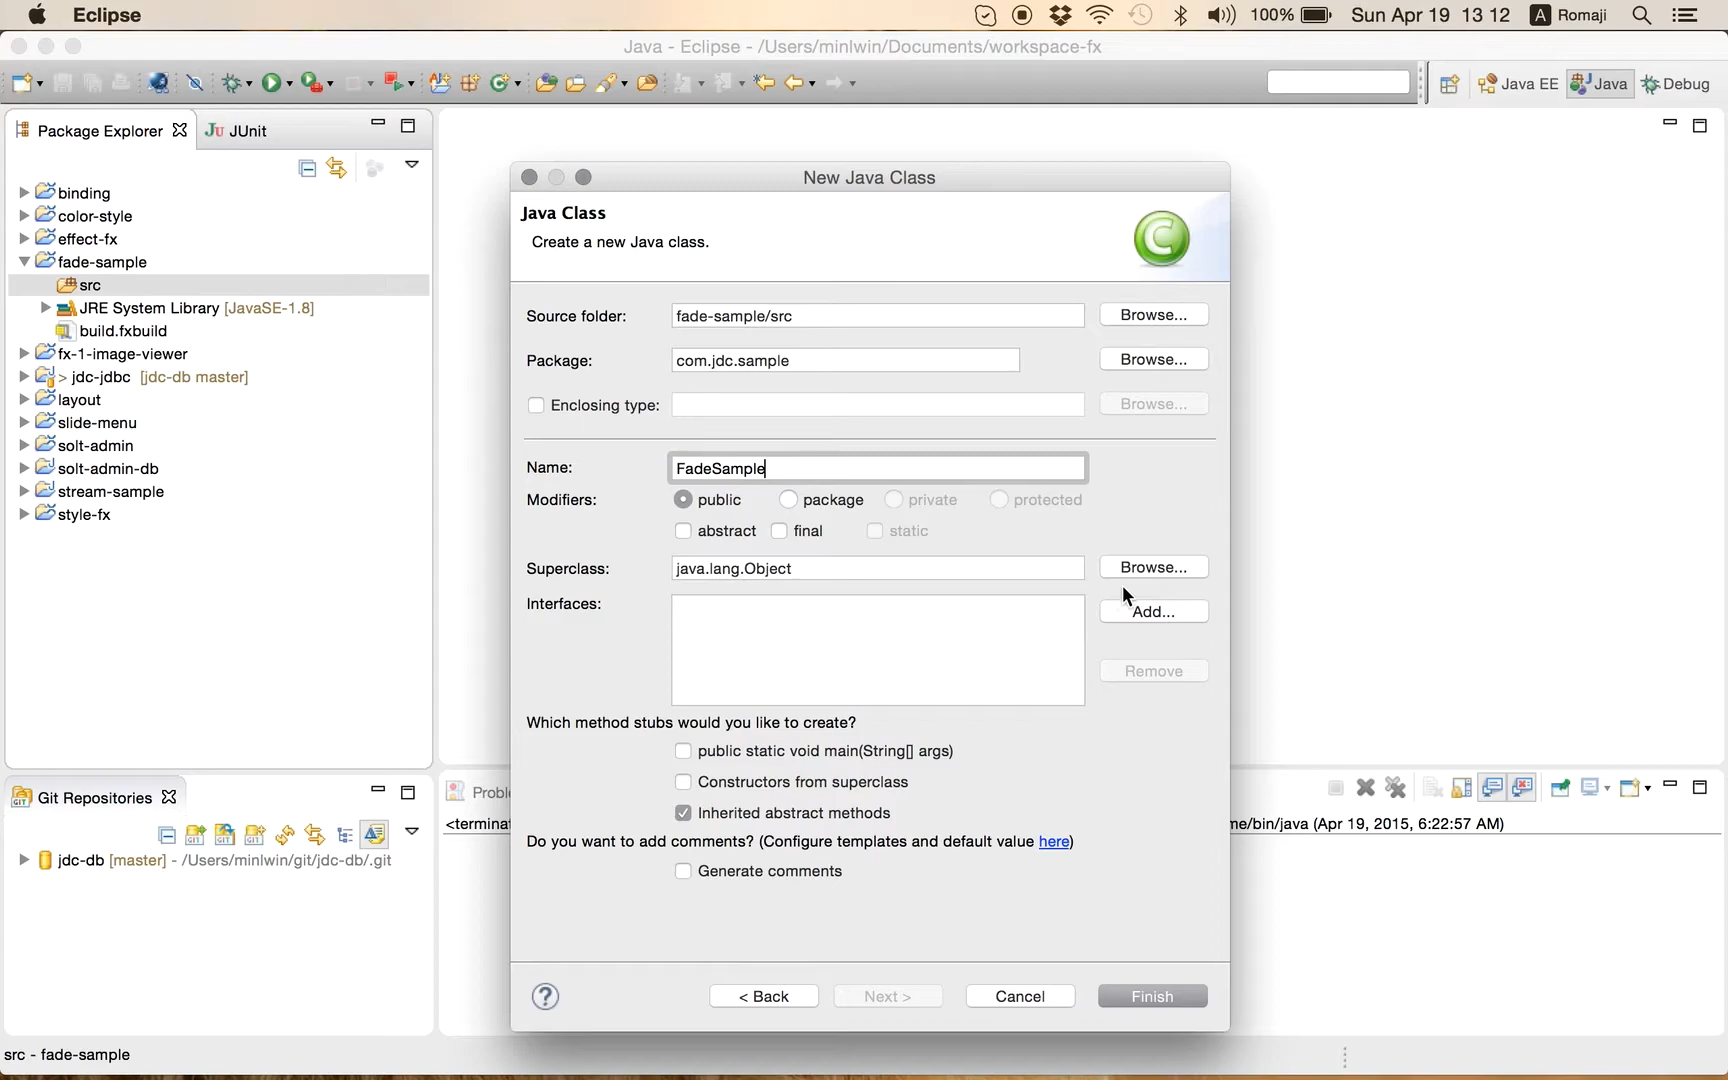 Eclipse 100% Sun Apr 19 13 12 A Romaji
Java - Eclipse - /Users/minlwin/Documents/workspace-fx
Java EE Java Debug
Package Explorer Ju JUnit
binding
color-style
effect-fx
fade-sample
src
JRE System Library [JavaSE-1.8]
build.fxbuild
fx-1-image-viewer
> jdc-jdbc [jdc-db master]
layout
slide-menu
solt-admin
solt-admin-db
stream-sample
style-fx
New Java Class
Java Class
Create a new Java class.
C
Source folder: fade-sample/src Browse...
Package: com.jdc.sample Browse...
Enclosing type: Browse...
Name: FadeSample
Modifiers: public package private protected
abstract final static
Superclass: java.lang.Object Browse...
Interfaces: Add...
Remove
Which method stubs would you like to create?
public static void main(String[] args)
Constructors from superclass
Inherited abstract methods
Do you want to add comments? (Configure templates and default value here)
Generate comments
? < Back Next > Cancel Finish
Git Repositories
jdc-db [master] - /Users/minlwin/git/jdc-db/.git
Probl
<terminat
me/bin/java (Apr 19, 2015, 6:22:57 AM)
src - fade-sample